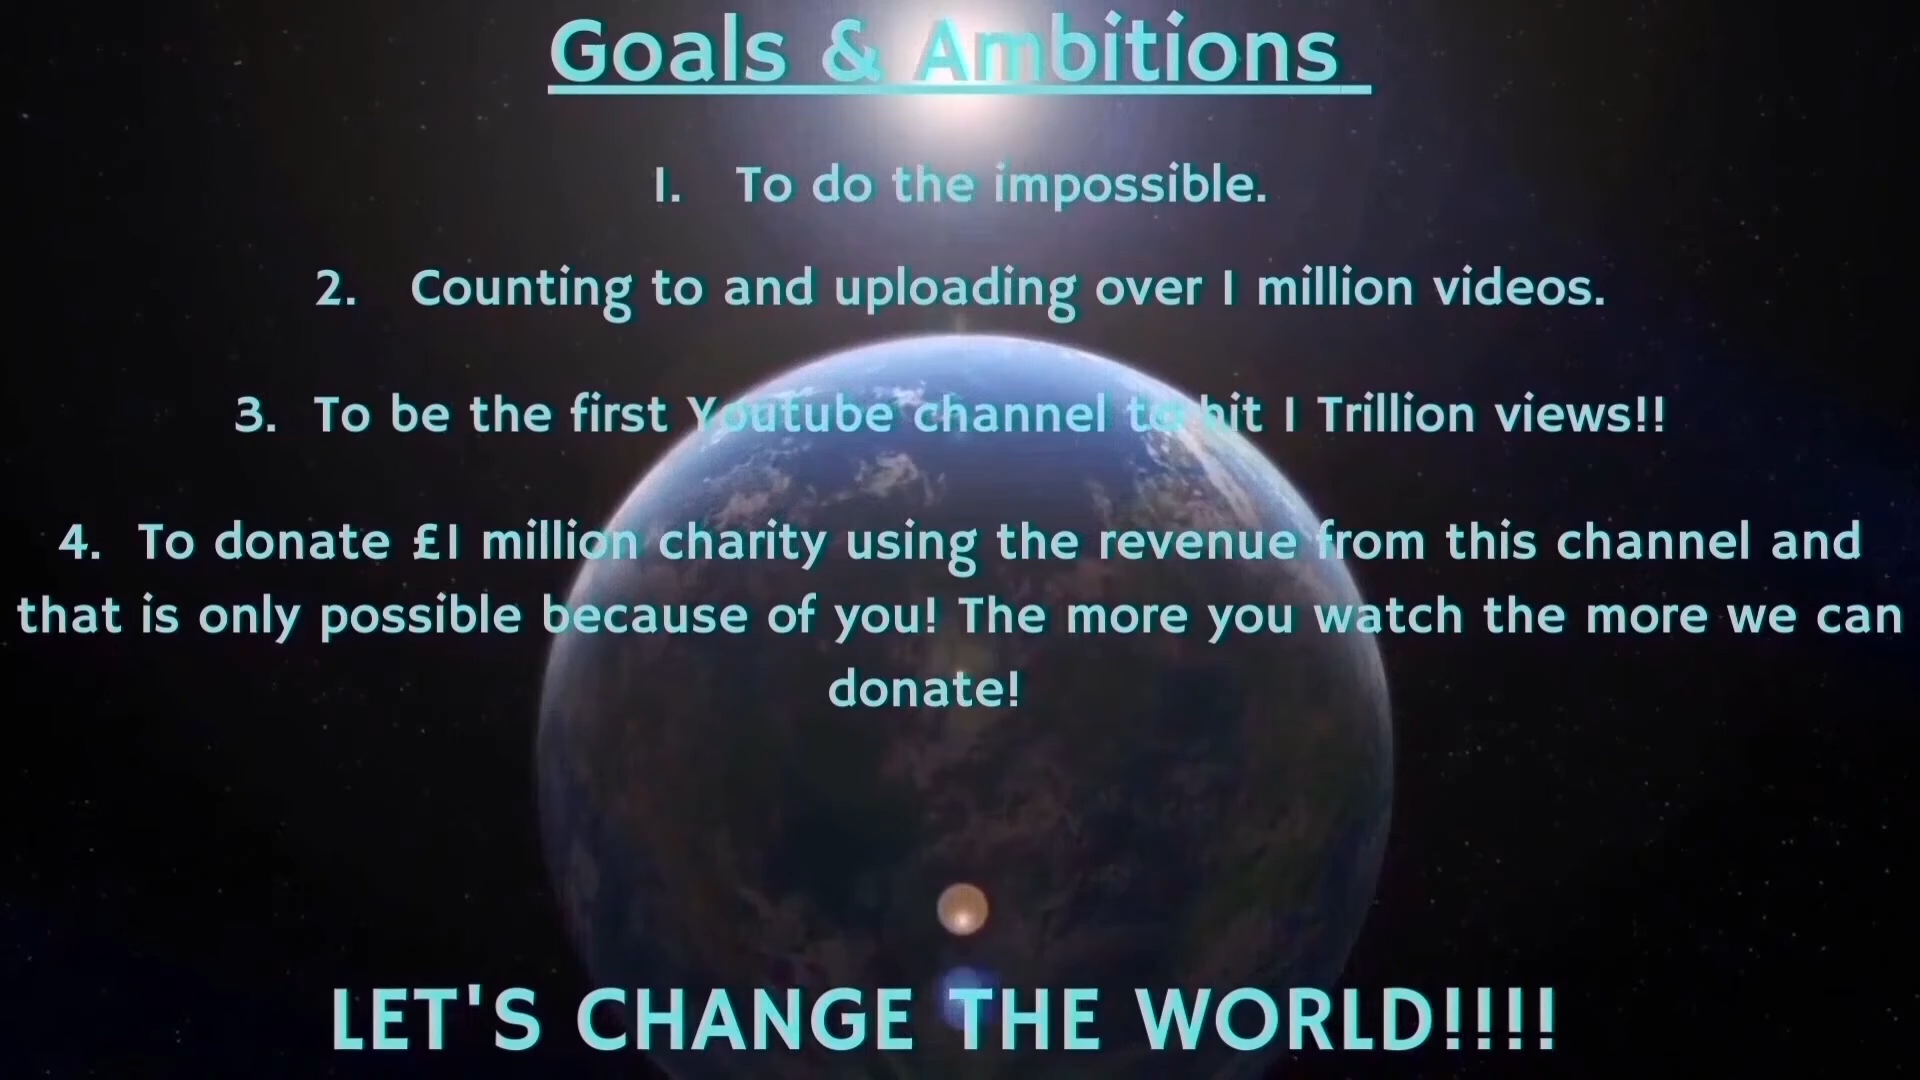 Goals & Ambitions
1. To do the impossible.
2. Counting to and uploading over 1 million videos.
3. To be the first Youtube channel to hit 1 Trillion views!!
4. To donate £1 million charity using the revenue from this channel and
that is only possible because of you! The more you watch the more we can
donate!
LET'S CHANGE THE WORLD!!!!